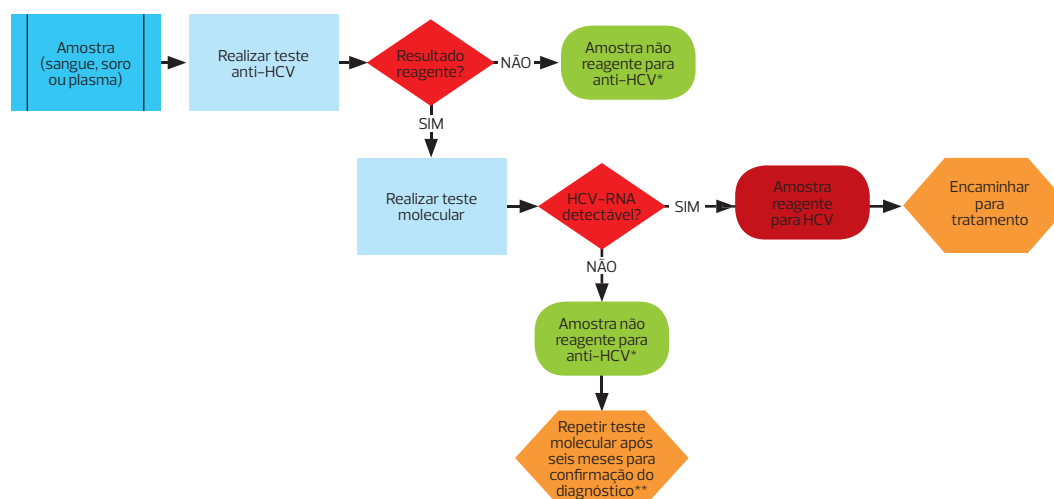 Amostra
(sangue, soro
ou plasma)
Realizar teste
anti-HCV
Resultado
reagente?
NÃO
Amostra não
reagente para
anti-HCV*
SIM
Realizar teste
molecular
HCV-RNA
detectável?
SIM
Amostra
reagente
para HCV
Encaminhar
para
tratamento
NÃO
Amostra não
reagente para
anti-HCV*
Repetir teste
molecular após
seis meses para
confirmação do
diagnóstico**